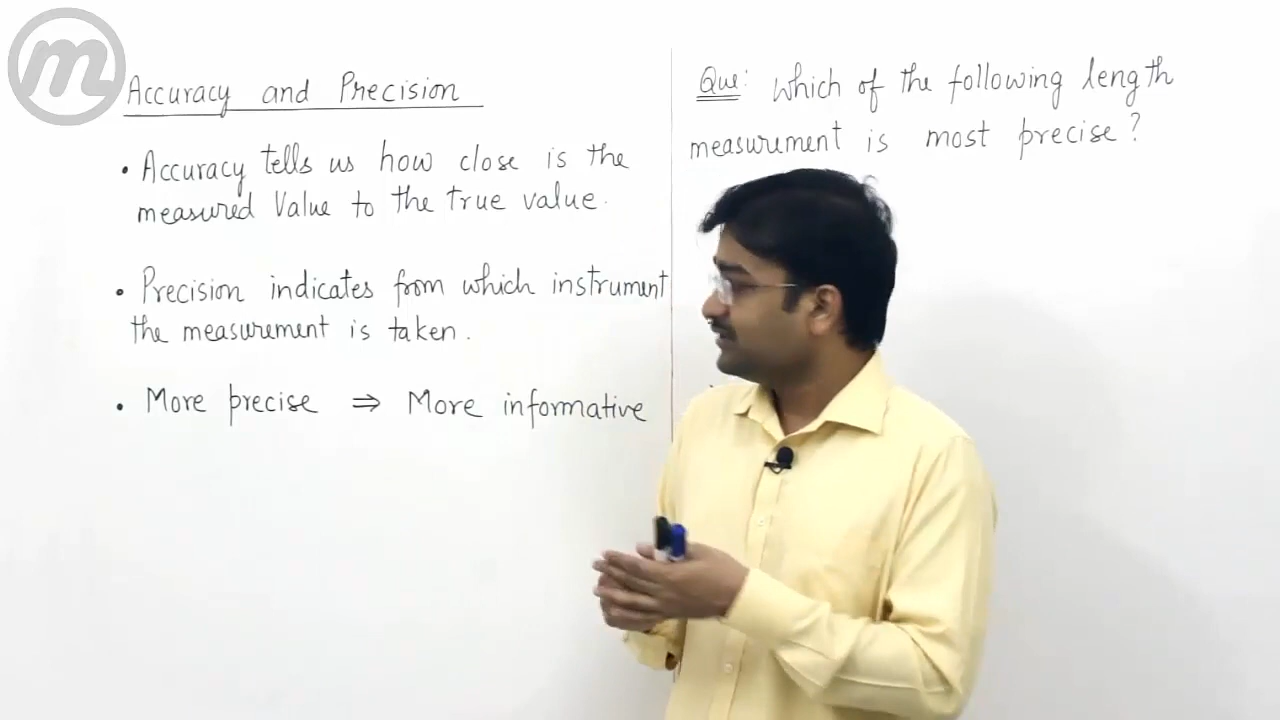 m
Accuracy and Precision
• Accuracy tells us how close is the
measured Value to the true value.
• Precision indicates from which instrument
the measurement is taken.
• More precise ⇒ More informative
Que: Which of the following length
measurement is most precise?